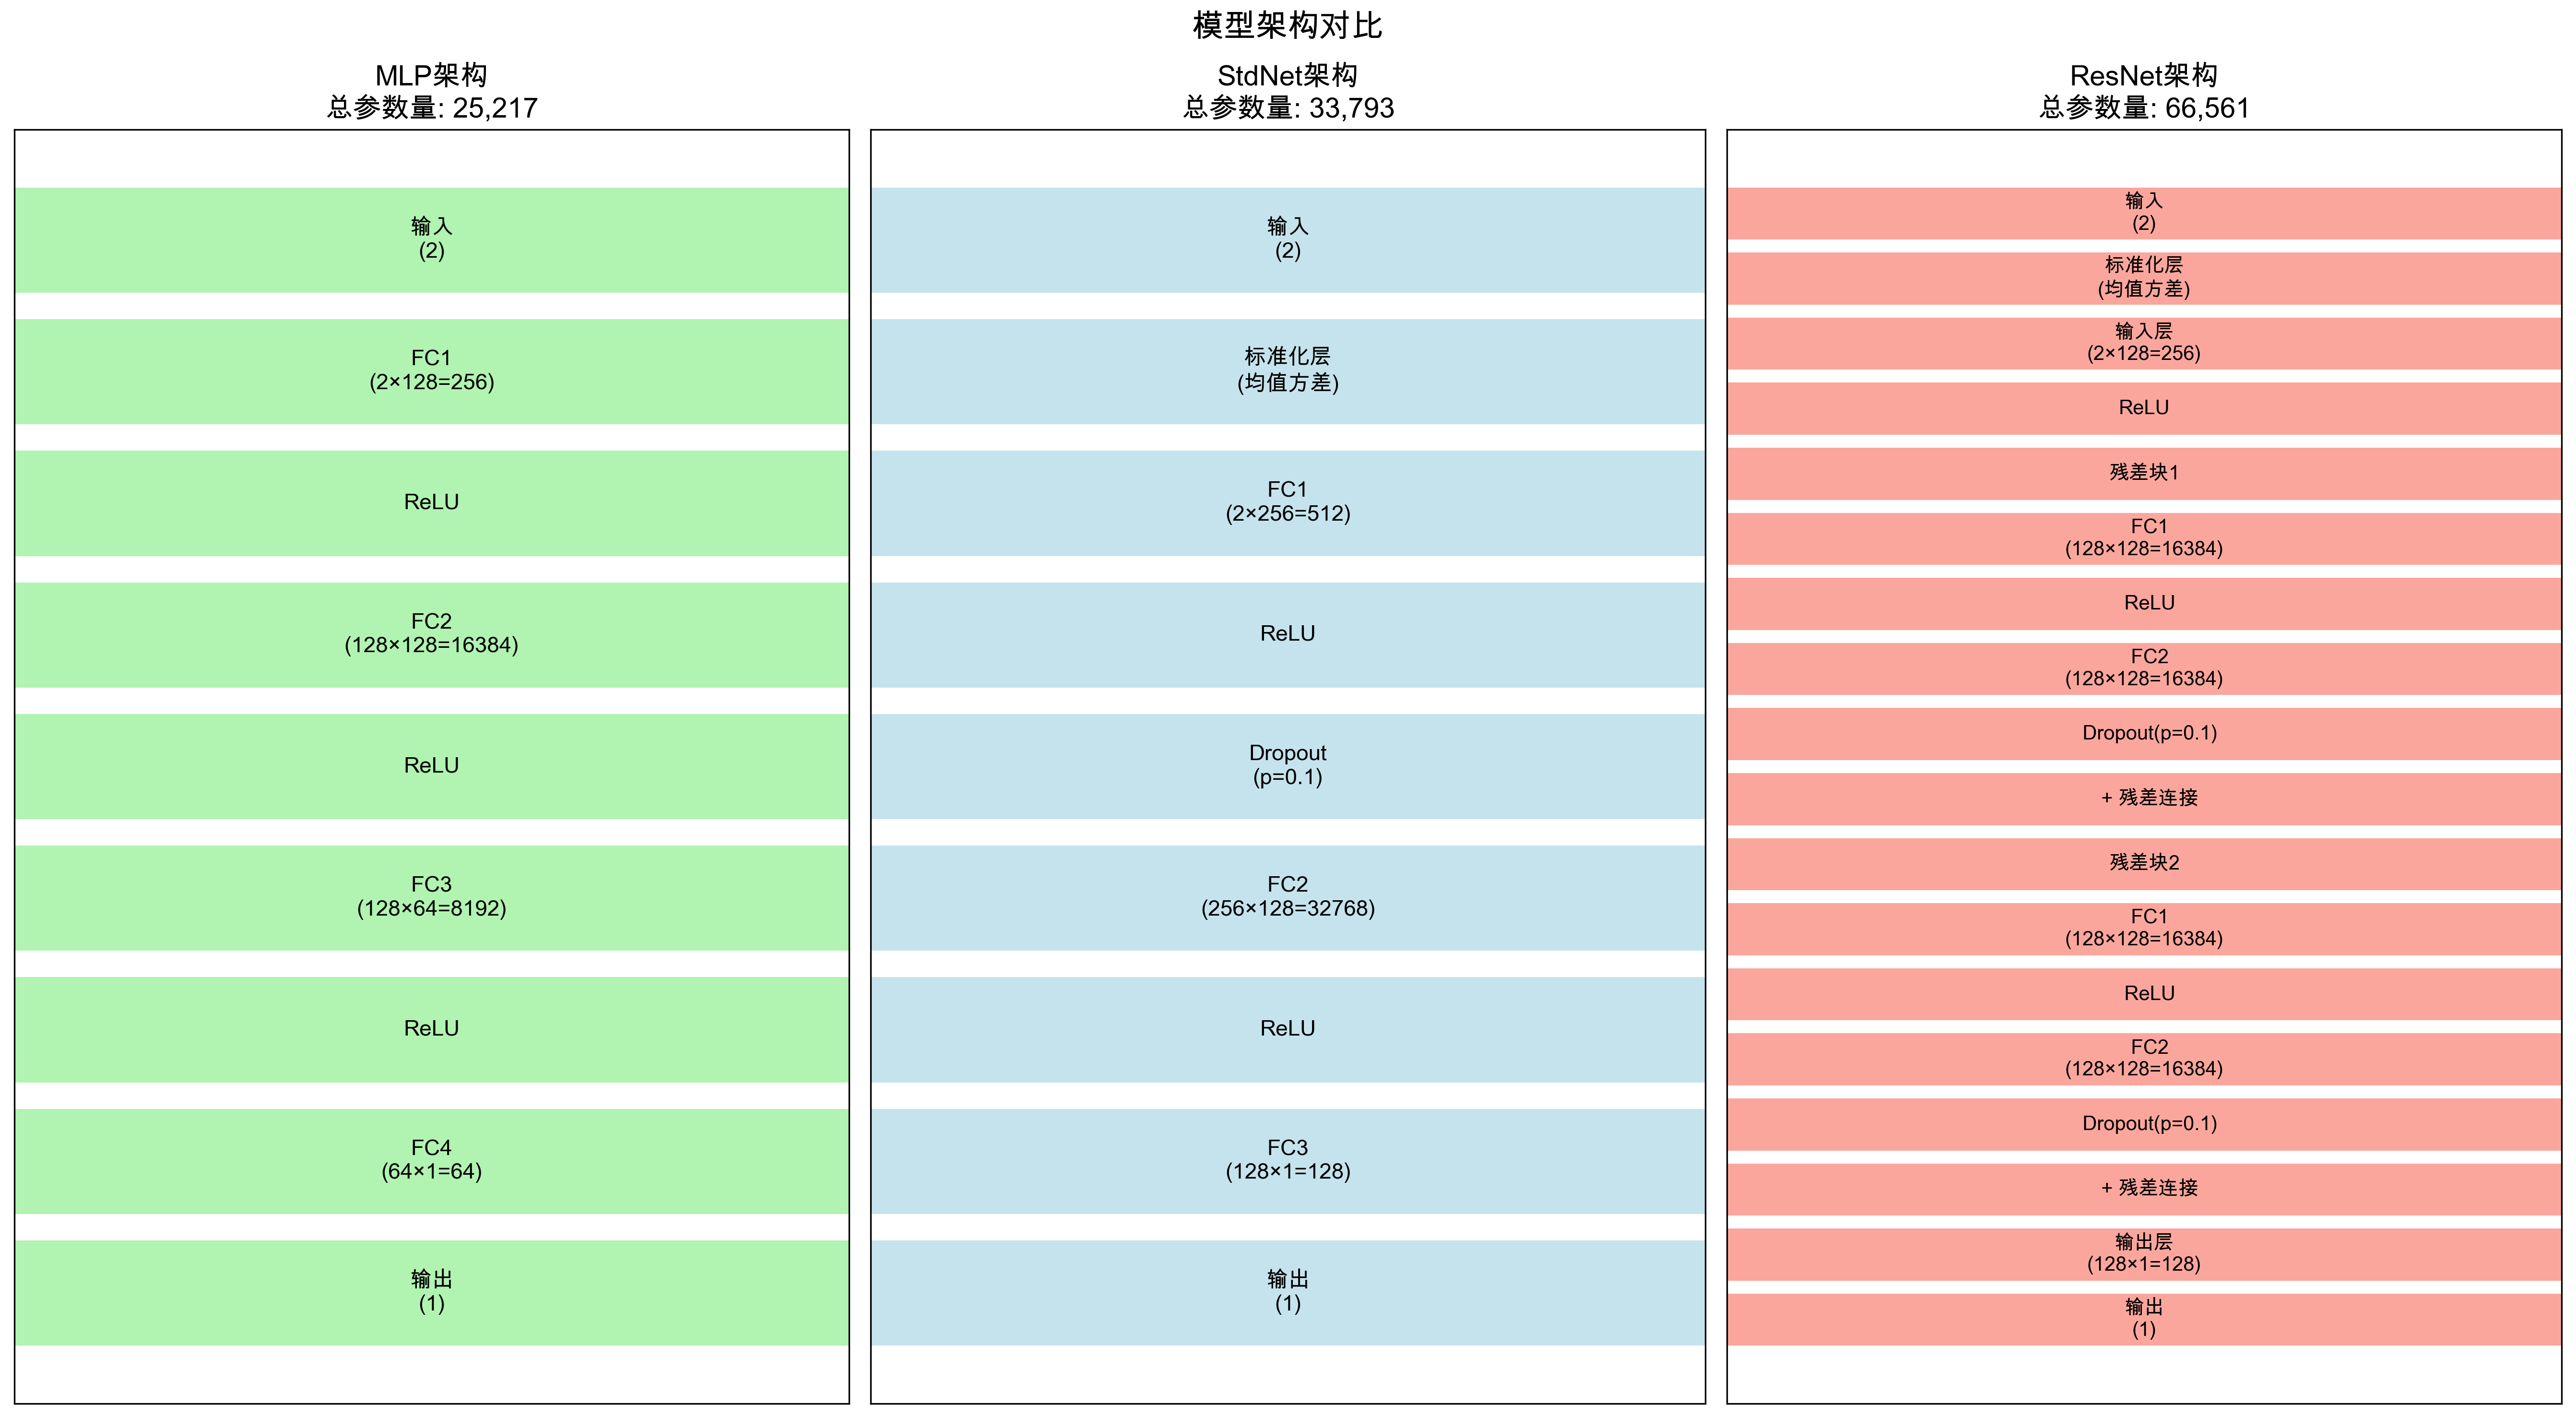 模型架构对比
MLP架构
总参数量: 25,217
输入
(2)
FC1
(2×128=256)
ReLU
FC2
(128×128=16384)
ReLU
FC3
(128×64=8192)
ReLU
FC4
(64×1=64)
输出
(1)
StdNet架构
总参数量: 33,793
输入
(2)
标准化层
(均值方差)
FC1
(2×256=512)
ReLU
Dropout
(p=0.1)
FC2
(256×128=32768)
ReLU
FC3
(128×1=128)
输出
(1)
ResNet架构
总参数量: 66,561
输入
(2)
标准化层
(均值方差)
输入层
(2×128=256)
ReLU
残差块1
FC1
(128×128=16384)
ReLU
FC2
(128×128=16384)
Dropout(p=0.1)
+ 残差连接
残差块2
FC1
(128×128=16384)
ReLU
FC2
(128×128=16384)
Dropout(p=0.1)
+ 残差连接
输出层
(128×1=128)
输出
(1)